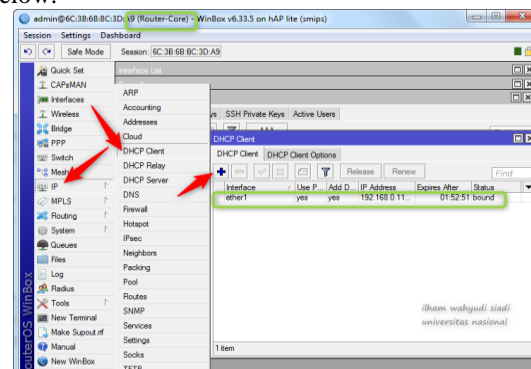 elow.
admin@6C:3B:6B:BC:3D:A9 (Router-Core) - WinBox v6.33.5 on hAP lite (smips)
Session Settings Dashboard
Safe Mode Session: 6C:3B:6B:BC:3D:A9
Quick Set
CAPsMAN
Interfaces
Wireless
Bridge
PPP
Switch
Mesh
IP
MPLS
Routing
System
Queues
Files
Log
Radius
Tools
New Terminal
Make Supout.rif
Manual
New WinBox
RouterOS WinBox
Interface List
ARP
Accounting
Addresses
Cloud
DHCP Client
DHCP Relay
DHCP Server
DNS
Firewall
Hotspot
IPsec
Neighbors
Packing
Pool
Routes
SNMP
Services
Settings
Socks
TFTP
SSH Private Keys Active Users
DHCP Client
DHCP Client DHCP Client Options
Release Renew Find
Interface Use P... Add D... IP Address Expires After Status
ether1 yes yes 192.168.0.11... 01:52:51 bound
ilham wahyudi siadi
universitas nasional
1 item